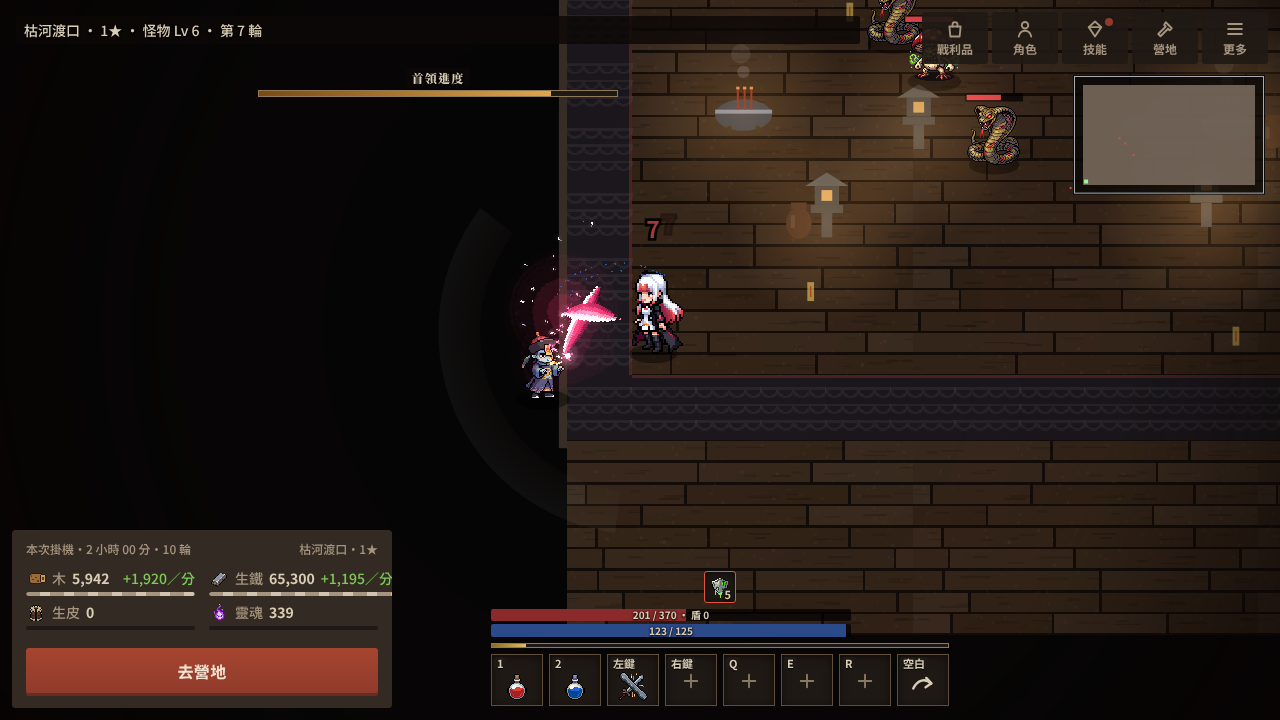 枯河渡口 · 1★ · 怪物 Lv 6 · 第 7 輪
戰利品
角色
技能
營地
更多
首領進度
7
本次掛機 · 2 小時 00 分 · 10 輪
枯河渡口 · 1★
木 5,942 +1,920／分
生鐵 65,300 +1,195／分
生皮 0
靈魂 339
去營地
5
201 / 370 · 盾 0
123 / 125
1
2
左鍵
右鍵
Q
E
R
空白